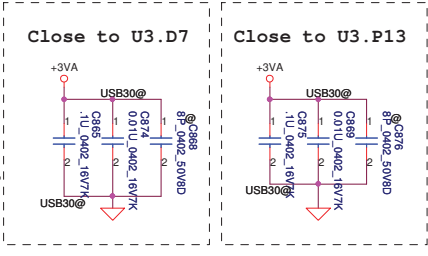 Close to U3.D7
+3VA
USB30@
1
1
1
2
2
2
C865
.1U_0402_16V7K
C874
0.01U_0402_16V7K
@C868
8P_0402_50V8D
USB30@
Close to U3.P13
+3VA
USB30@
1
1
1
2
2
2
C875
.1U_0402_16V7K
C869
0.01U_0402_16V7K
@C876
8P_0402_50V8D
USB30@